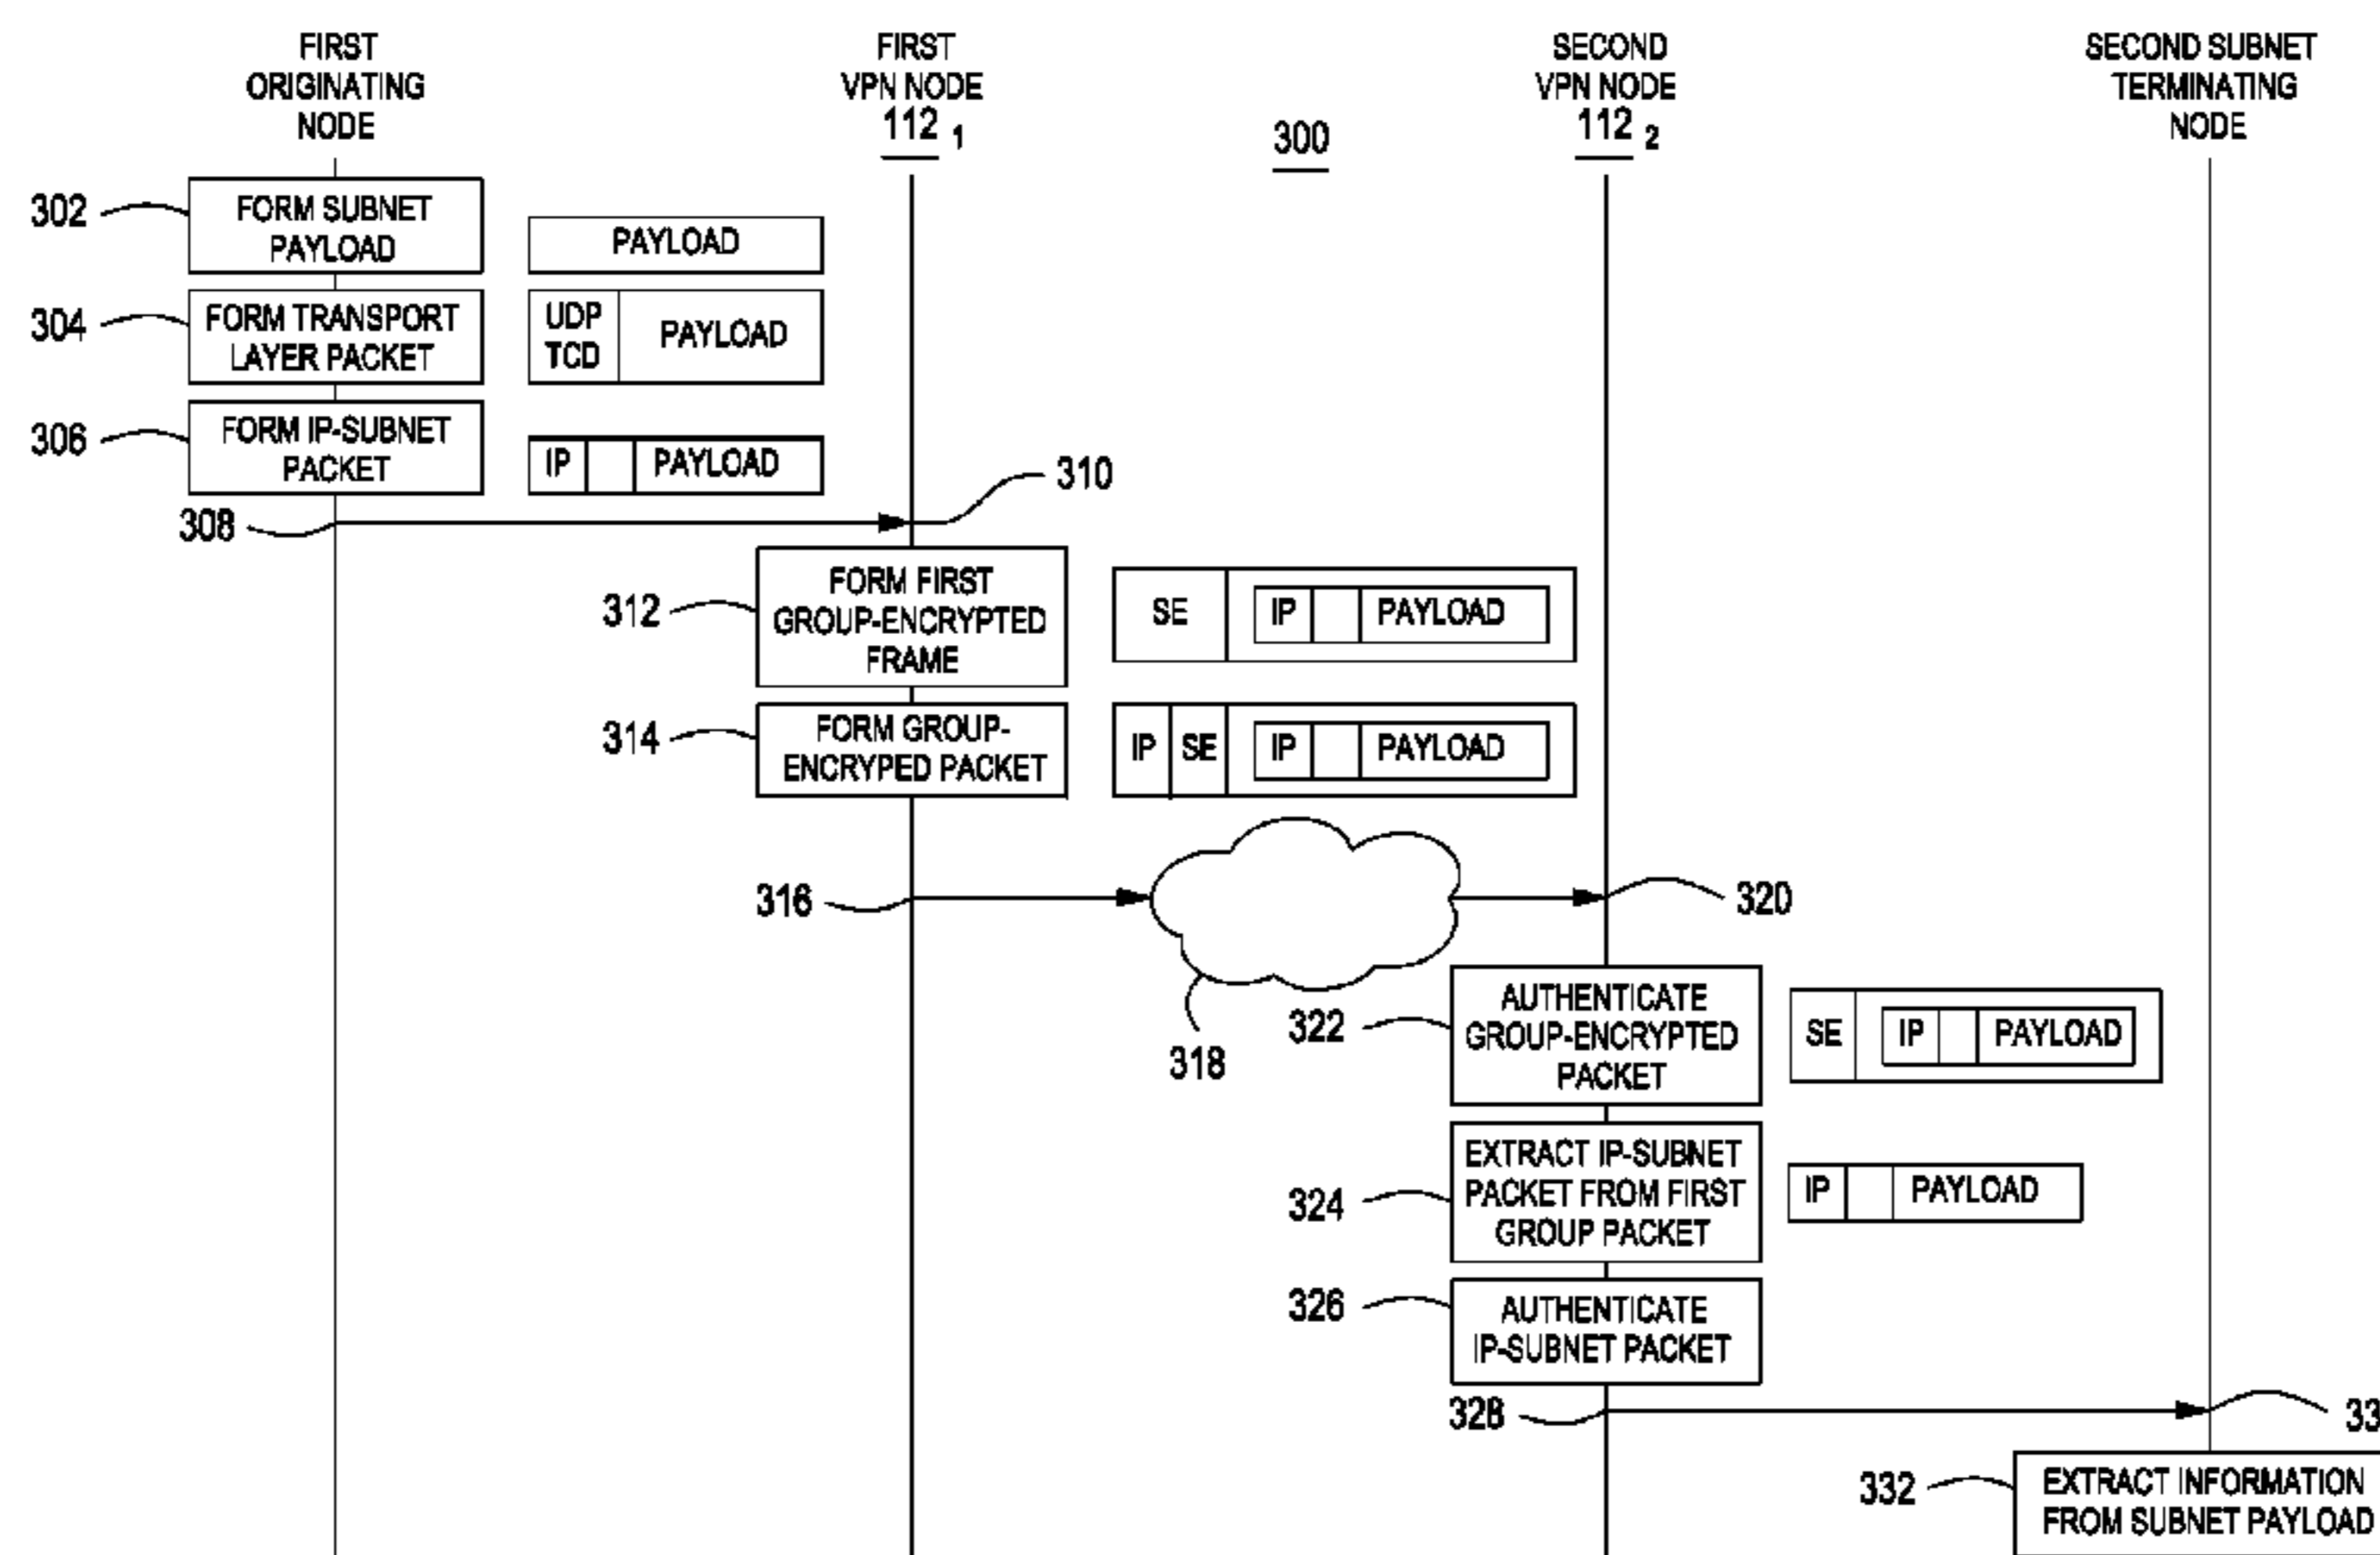 FIRST
ORIGINATING
NODE
FIRST
VPN NODE
112 1
300
SECOND
VPN NODE
112 2
SECOND SUBNET
TERMINATING
NODE
302
FORM SUBNET
PAYLOAD
PAYLOAD
304
FORM TRANSPORT
LAYER PACKET
UDP
TCD
PAYLOAD
306
FORM IP-SUBNET
PACKET
IP
PAYLOAD
308
310
312
FORM FIRST
GROUP-ENCRYPTED
FRAME
SE
IP
PAYLOAD
314
FORM GROUP-
ENCRYPED PACKET
IP
SE
IP
PAYLOAD
316
318
320
322
AUTHENTICATE
GROUP-ENCRYPTED
PACKET
SE
IP
PAYLOAD
324
EXTRACT IP-SUBNET
PACKET FROM FIRST
GROUP PACKET
IP
PAYLOAD
326
AUTHENTICATE
IP-SUBNET PACKET
328
33
332
EXTRACT INFORMATION
FROM SUBNET PAYLOAD